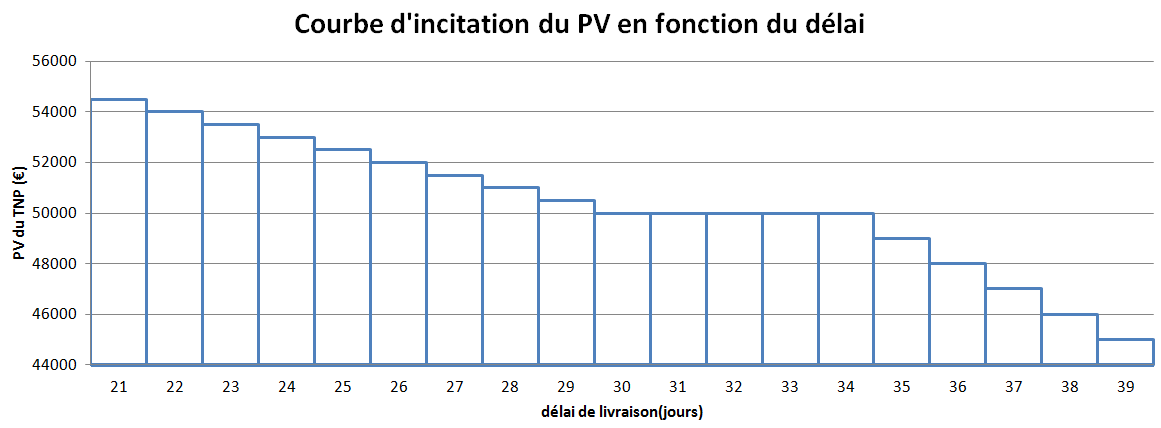 Courbe d'incitation du PV en fonction du délai
56000
54000
52000
50000
48000
46000
44000
PV du TNP (€)
21 22 23 24 25 26 27 28 29 30 31 32 33 34 35 36 37 38 39
délai de livraison(jours)